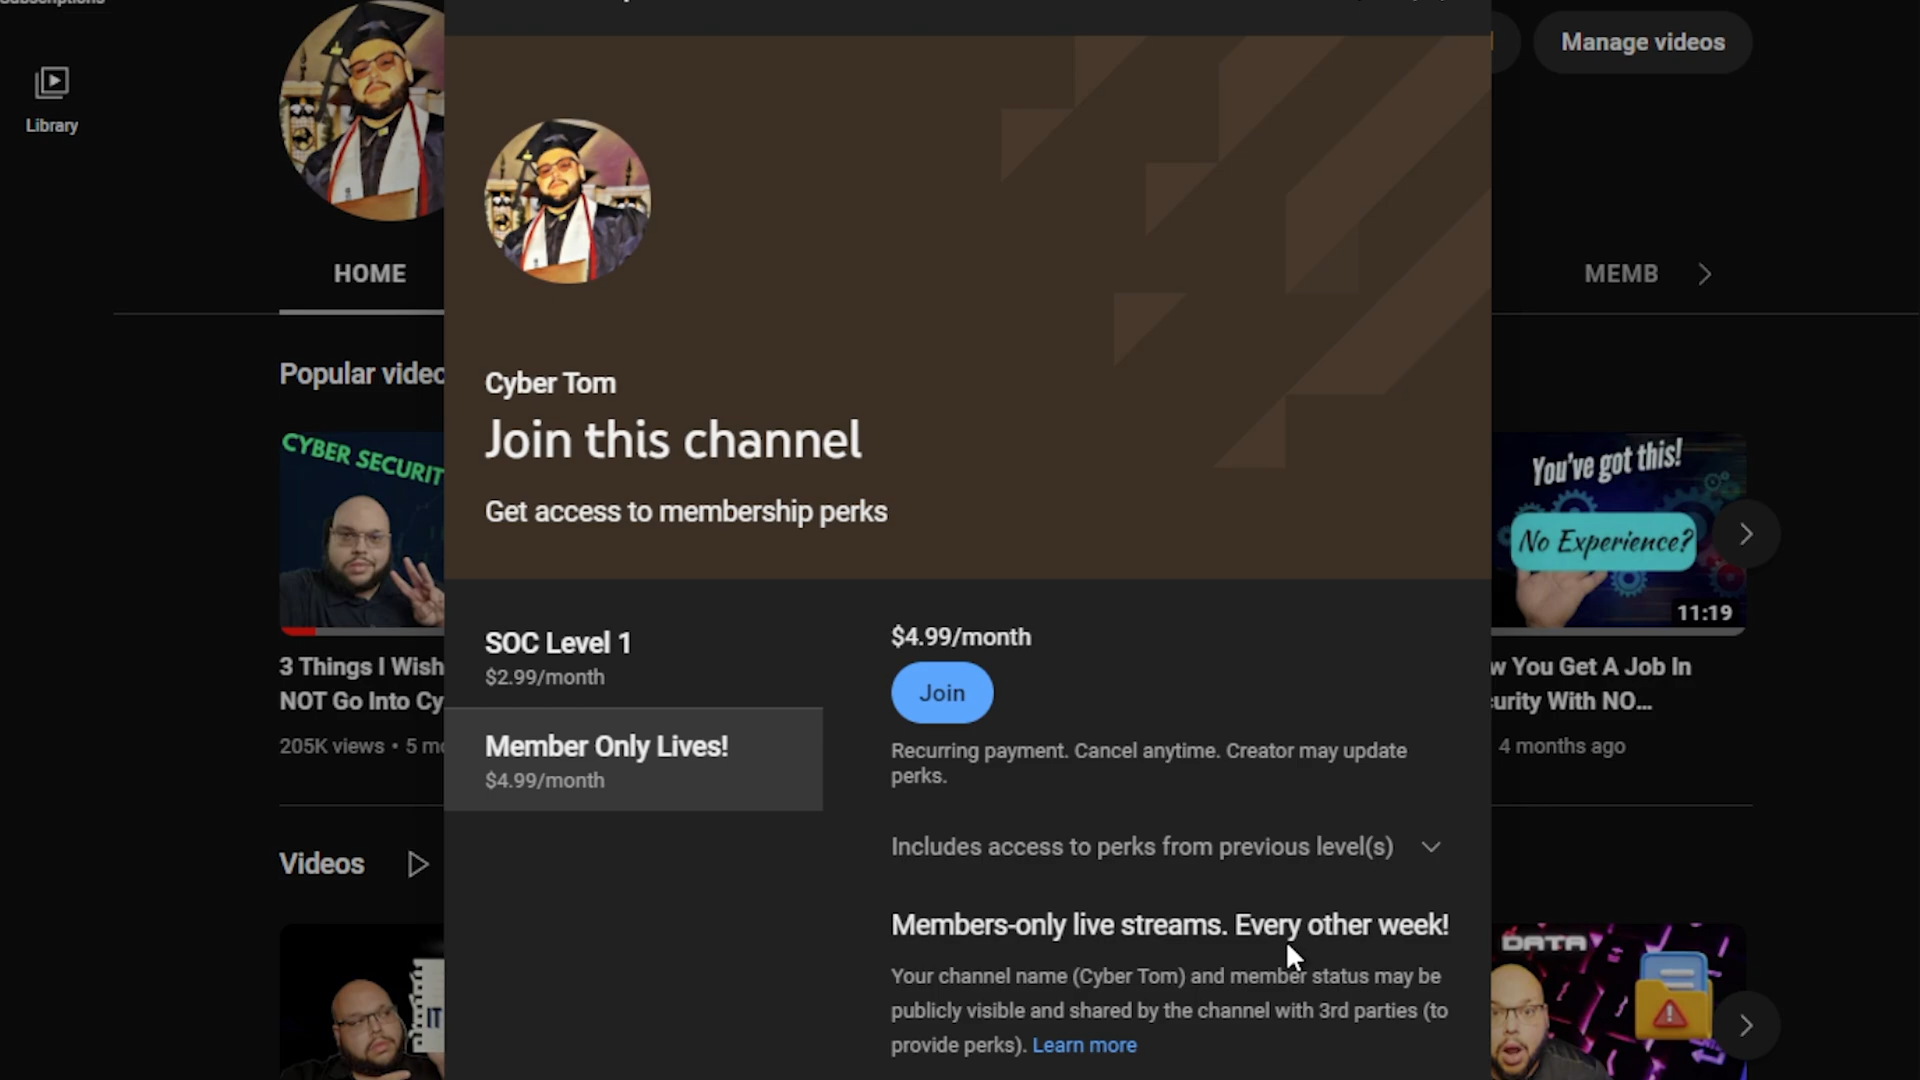 Manage videos
Library
HOME
MEMB
Popular
Cyber Tom
Join this channel
Get access to membership perks
CYBER
You've got this!
No Experience?
11:19
SOC Level 1
$2.99/month
$4.99/month
Join
3 Things I Wish
NOT Go Into
You Get A Job In
With NO...
205K views • 5
4 months ago
Member Only Lives!
$4.99/month
Recurring payment. Cancel anytime. Creator may update
perks.
Includes access to perks from previous level(s)
Videos
Members-only live streams. Every other week!
Your channel name (Cyber Tom) and member status may be
publicly visible and shared by the channel with 3rd parties (to
provide perks). Learn more
IT
DATA